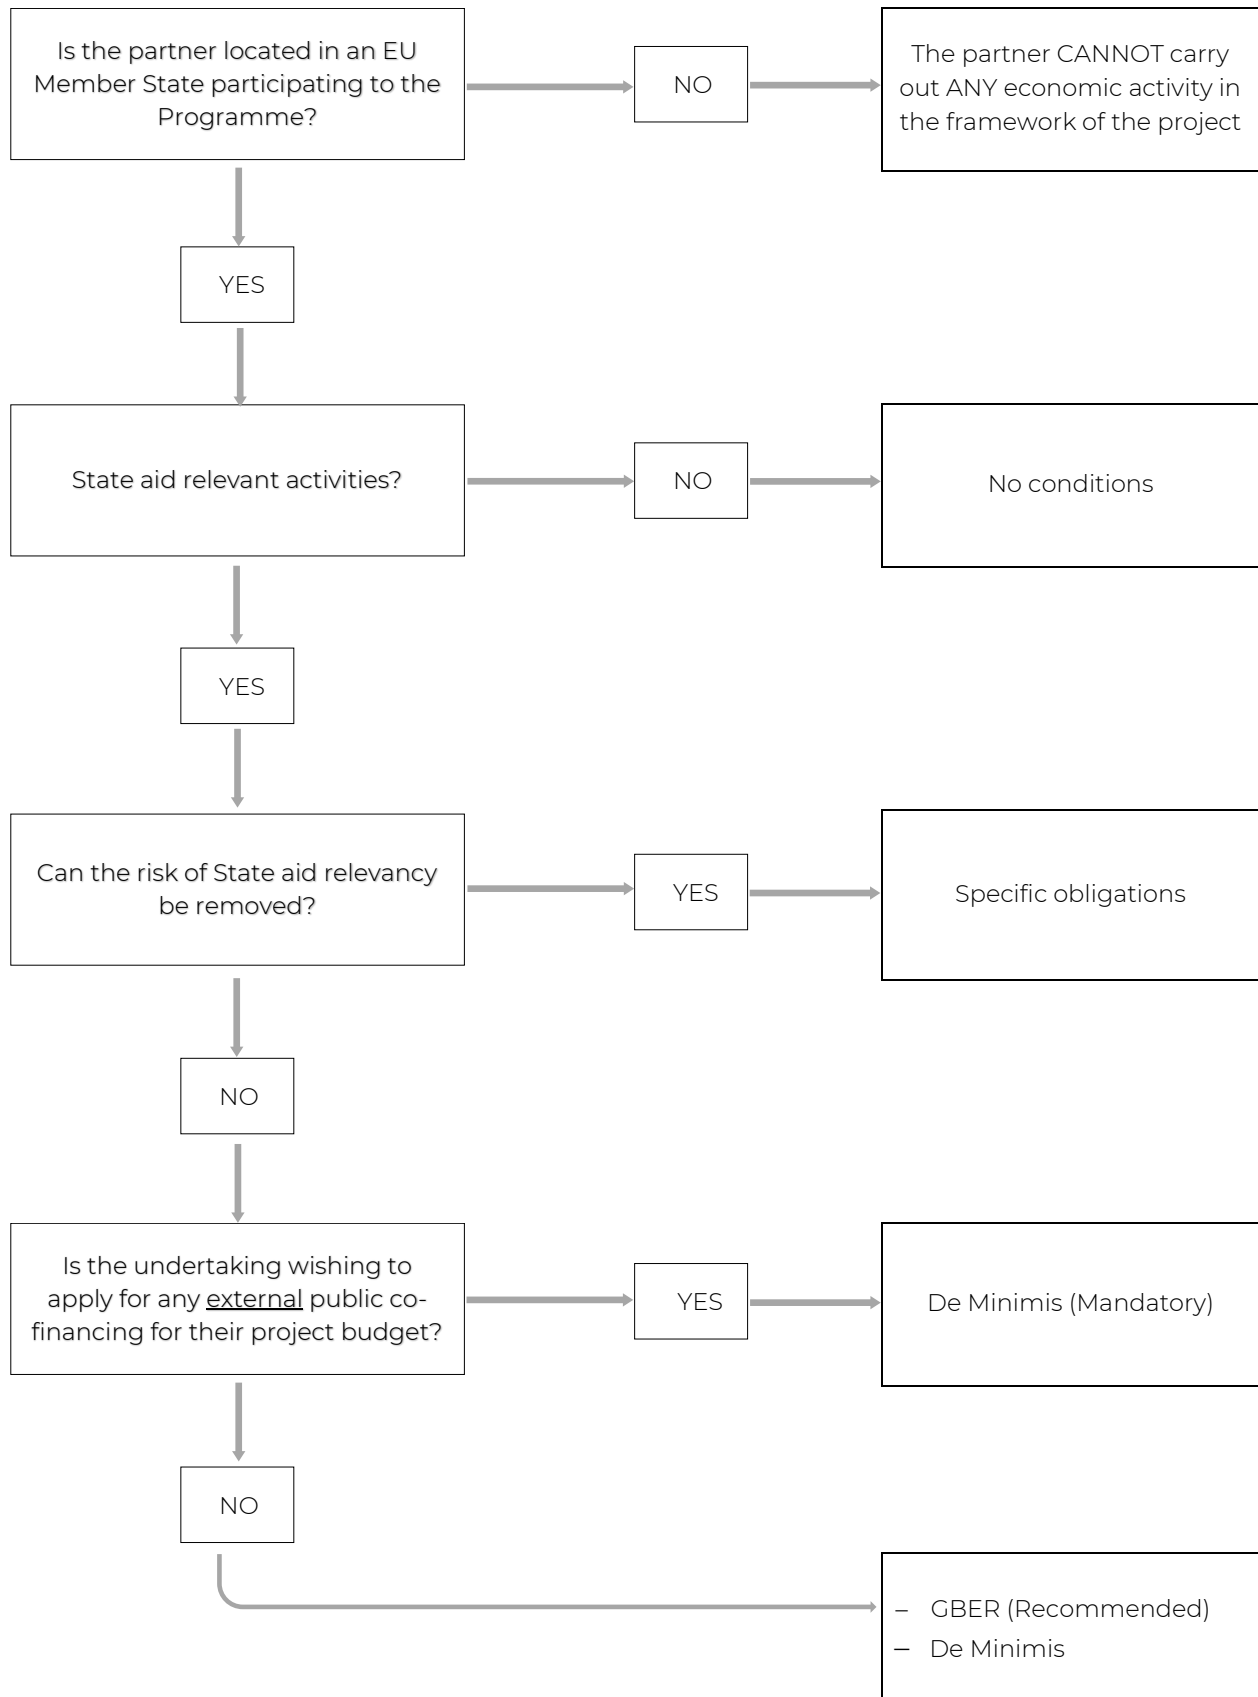 Is the partner located in an EU
Member State participating to the
Programme?
NO
The partner CANNOT carry
out ANY economic activity in
the framework of the project
YES
State aid relevant activities?
NO
No conditions
YES
Can the risk of State aid relevancy
be removed?
YES
Specific obligations
NO
Is the undertaking wishing to
apply for any external public co-
financing for their project budget?
YES
De Minimis (Mandatory)
NO
– GBER (Recommended)
– De Minimis